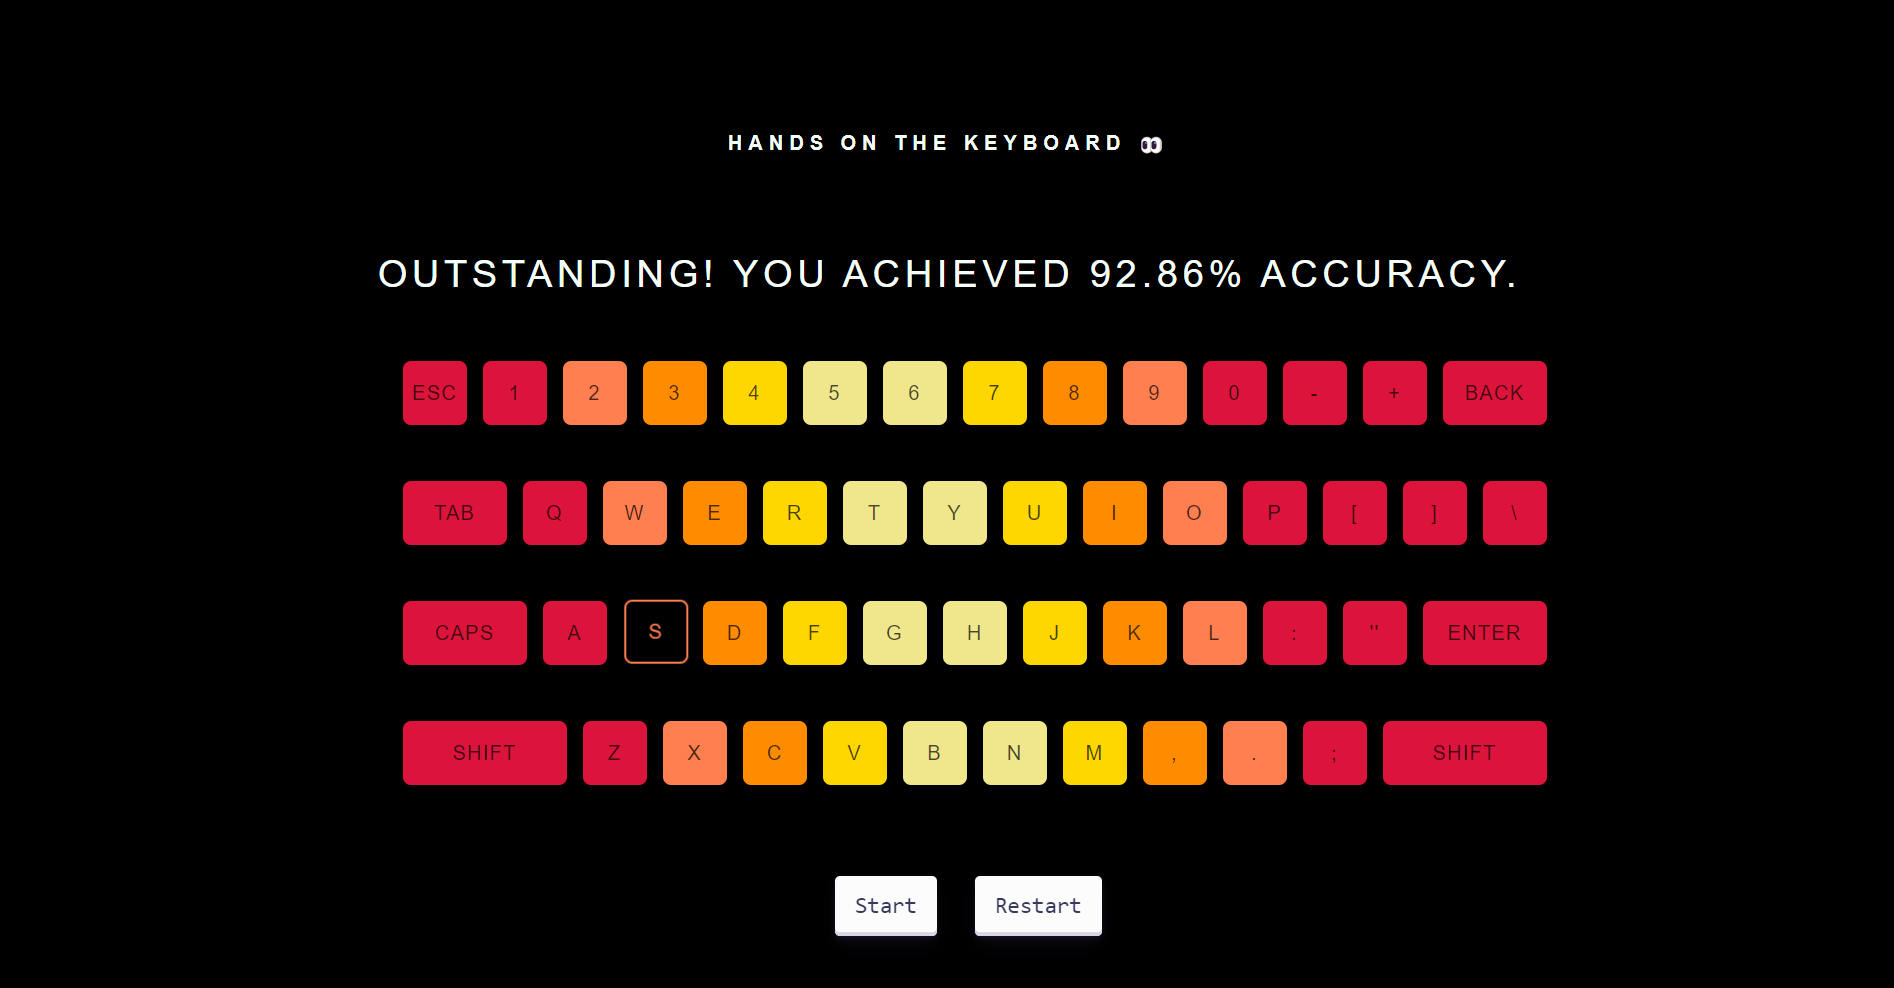 HANDS ON THE KEYBOARD 👀
OUTSTANDING! YOU ACHIEVED 92.86% ACCURACY.
ESC 1 2 3 4 5 6 7 8 9 0 - + BACK
TAB Q W E R T Y U I O P [ ] \
CAPS A S D F G H J K L : " ENTER
SHIFT Z X C V B N M , . ; SHIFT
Start Restart